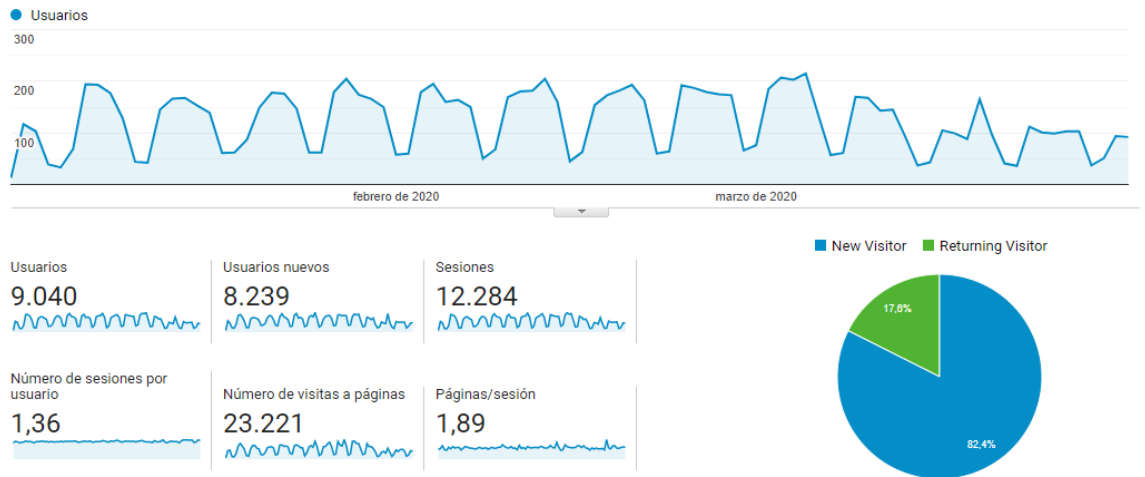 Usuarios
300
200
100
febrero de 2020
marzo de 2020
New Visitor
Returning Visitor
Usuarios
9.040
Usuarios nuevos
8.239
Sesiones
12.284
Número de sesiones por
usuario
1,36
Número de visitas a páginas
23.221
Páginas/sesión
1,89
17,6%
82,4%